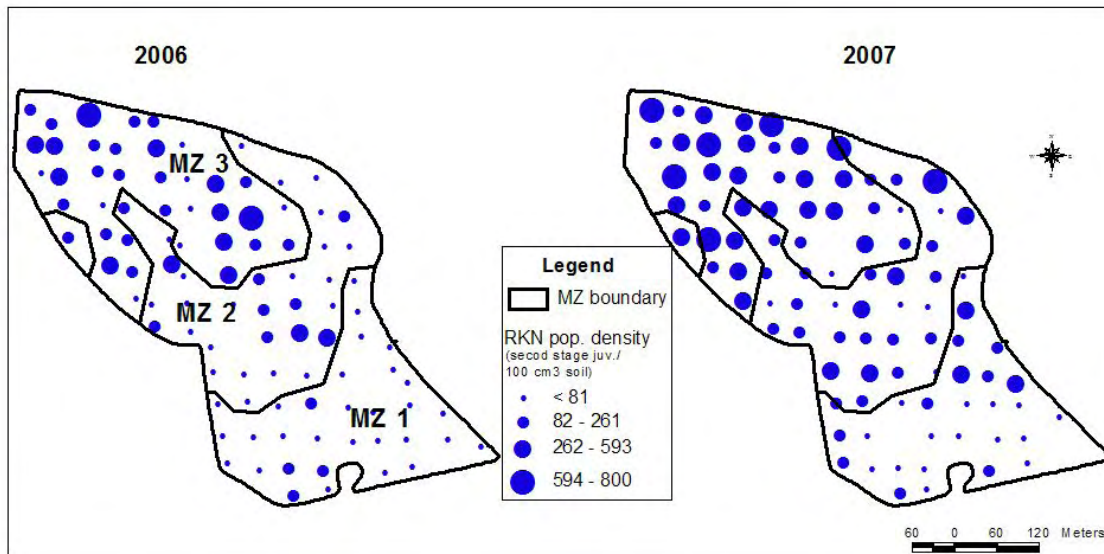 2006
2007
MZ 3
MZ 2
MZ 1
Legend
MZ boundary
RKN pop. density
(secod stage juv./
100 cm3 soil)
< 81
82 - 261
262 - 593
594 - 800
60 0 60 120 Meters